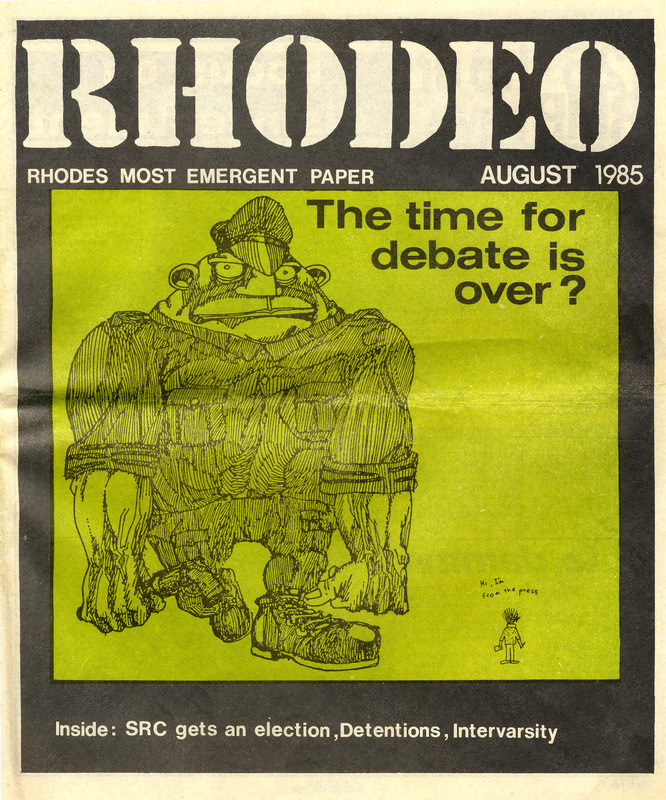 RHODEO
RHODES MOST EMERGENT PAPER AUGUST 1985
The time for
debate is
over?
Hi, I'm
from the press
Inside: SRC gets an election, Detentions, Intervarsity